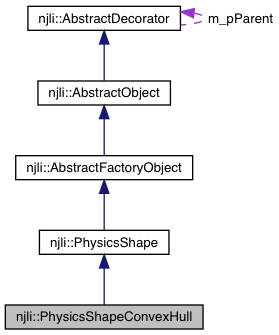 njli::AbstractDecorator
m_pParent
njli::AbstractObject
njli::AbstractFactoryObject
njli::PhysicsShape
njli::PhysicsShapeConvexHull